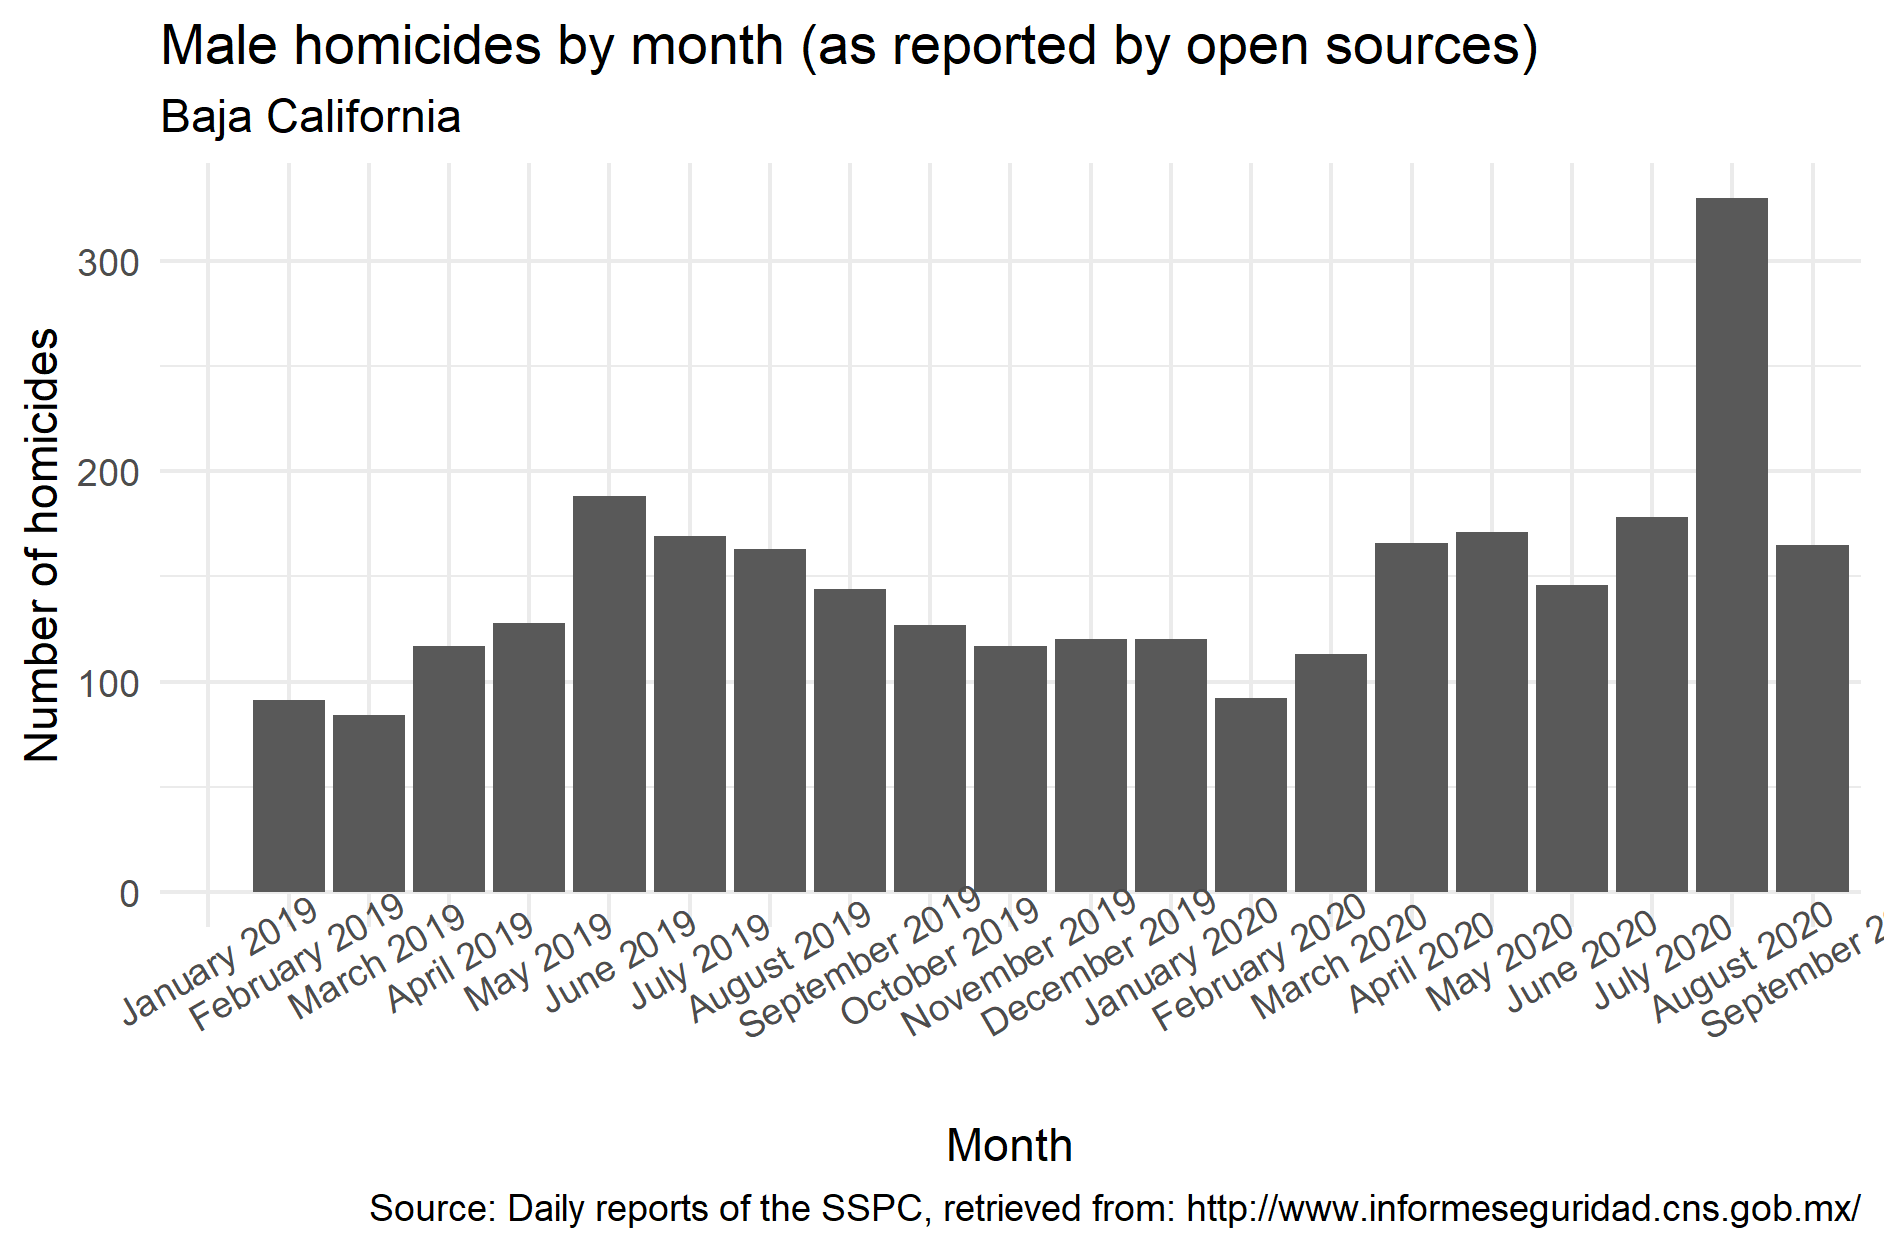 Male homicides by month (as reported by open sources)
Baja California
Number of homicides
300
200
100
0
January 2019
February 2019
March 2019
April 2019
May 2019
June 2019
July 2019
August 2019
September 2019
October 2019
November 2019
December 2019
January 2020
February 2020
March 2020
April 2020
May 2020
June 2020
July 2020
August 2020
September 2
Month
Source: Daily reports of the SSPC, retrieved from: http://www.informeseguridad.cns.gob.mx/